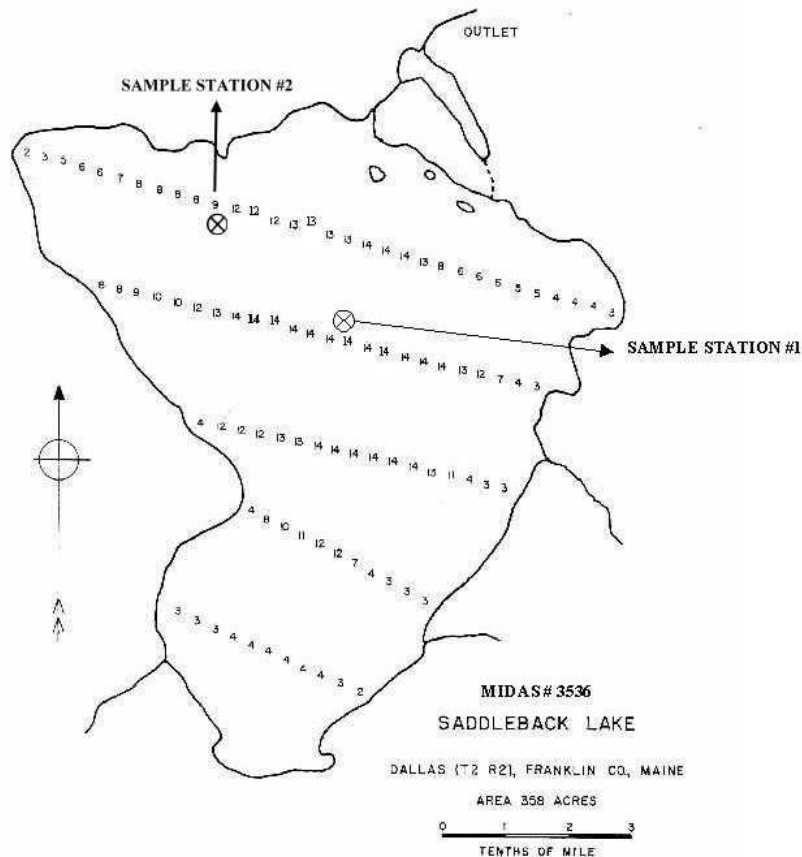 OUTLET
SAMPLE STATION #2
2 3 5 6 6 7 8 8 8 8 9 12 12 12 13 13 13 13 14 14 14 13 8 6 6 5 5 5 4 4 4 3
8 8 9 10 10 12 13 14 14 14 14 14 14 14 14 14 14 14 14 13 12 7 4 3
SAMPLE STATION #1
4 12 12 12 13 13 14 14 14 14 14 14 13 11 4 3 3
4 8 10 11 12 12 7 4 3 3 3
3 3 3 4 4 4 4 4 4 3 2
MIDAS# 3536
SADDLEBACK LAKE
DALLAS (T2 R2), FRANKLIN CO., MAINE
AREA 358 ACRES
0 1 2 3
TENTHS OF MILE